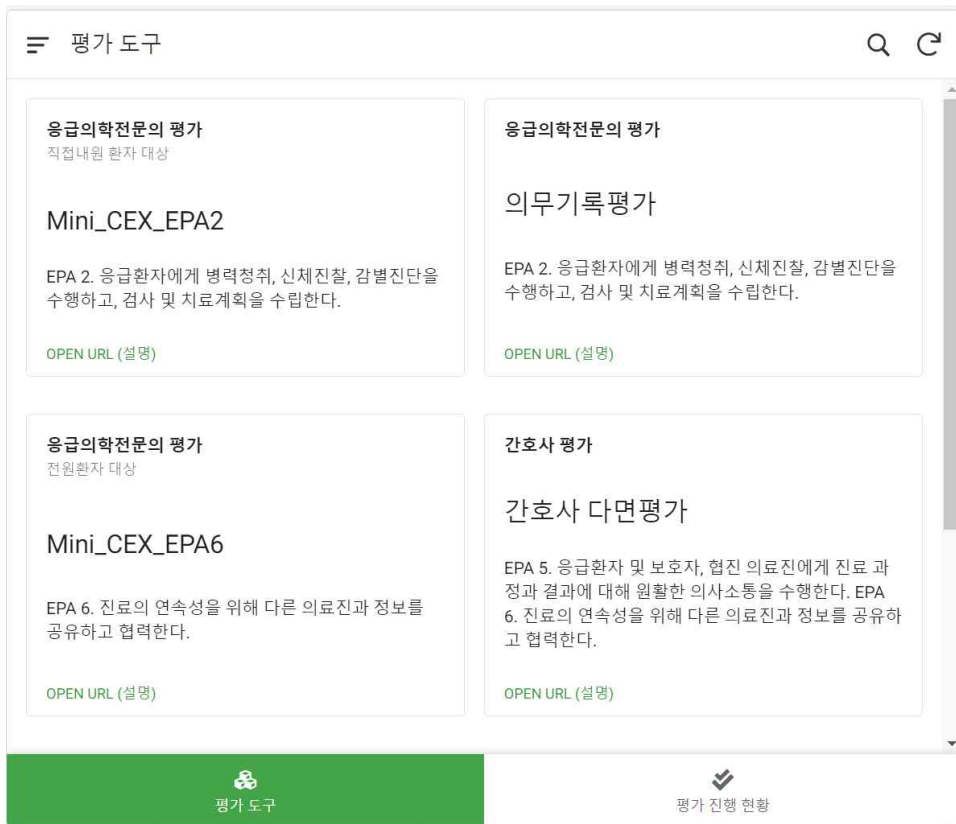 평가 도구
응급의학전문의 평가
직접내원 환자 대상
Mini_CEX_EPA2
EPA 2. 응급환자에게 병력청취, 신체진찰, 감별진단을
수행하고, 검사 및 치료계획을 수립한다.
OPEN URL (설명)
응급의학전문의 평가
의무기록평가
EPA 2. 응급환자에게 병력청취, 신체진찰, 감별진단을
수행하고, 검사 및 치료계획을 수립한다.
OPEN URL (설명)
응급의학전문의 평가
전원환자 대상
Mini_CEX_EPA6
EPA 6. 진료의 연속성을 위해 다른 의료진과 정보를
공유하고 협력한다.
OPEN URL (설명)
간호사 평가
간호사 다면평가
EPA 5. 응급환자 및 보호자, 협진 의료진에게 진료 과
정과 결과에 대해 원활한 의사소통을 수행한다. EPA
6. 진료의 연속성을 위해 다른 의료진과 정보를 공유하
고 협력한다.
OPEN URL (설명)
평가 도구
평가 진행 현황